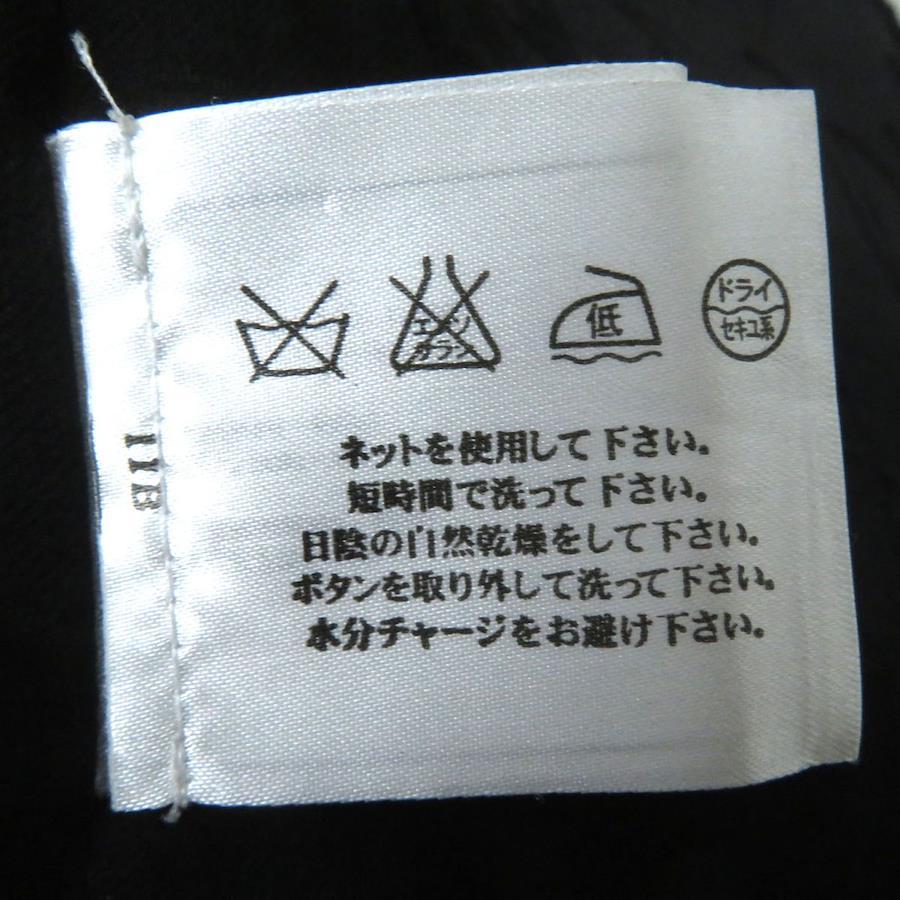 エンソ
サラシ
低
ドライ
セキユ系
ネットを使用して下さい。
短時間で洗って下さい。
日陰の自然乾燥をして下さい。
ボタンを取り外して洗って下さい。
水分チャージをお避け下さい。
11B